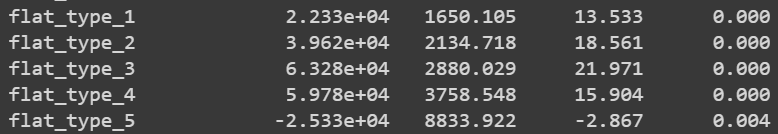 flat_type_1 2.233e+04 1650.105 13.533 0.000
flat_type_2 3.962e+04 2134.718 18.561 0.000
flat_type_3 6.328e+04 2880.029 21.971 0.000
flat_type_4 5.978e+04 3758.548 15.904 0.000
flat_type_5 -2.533e+04 8833.922 -2.867 0.004